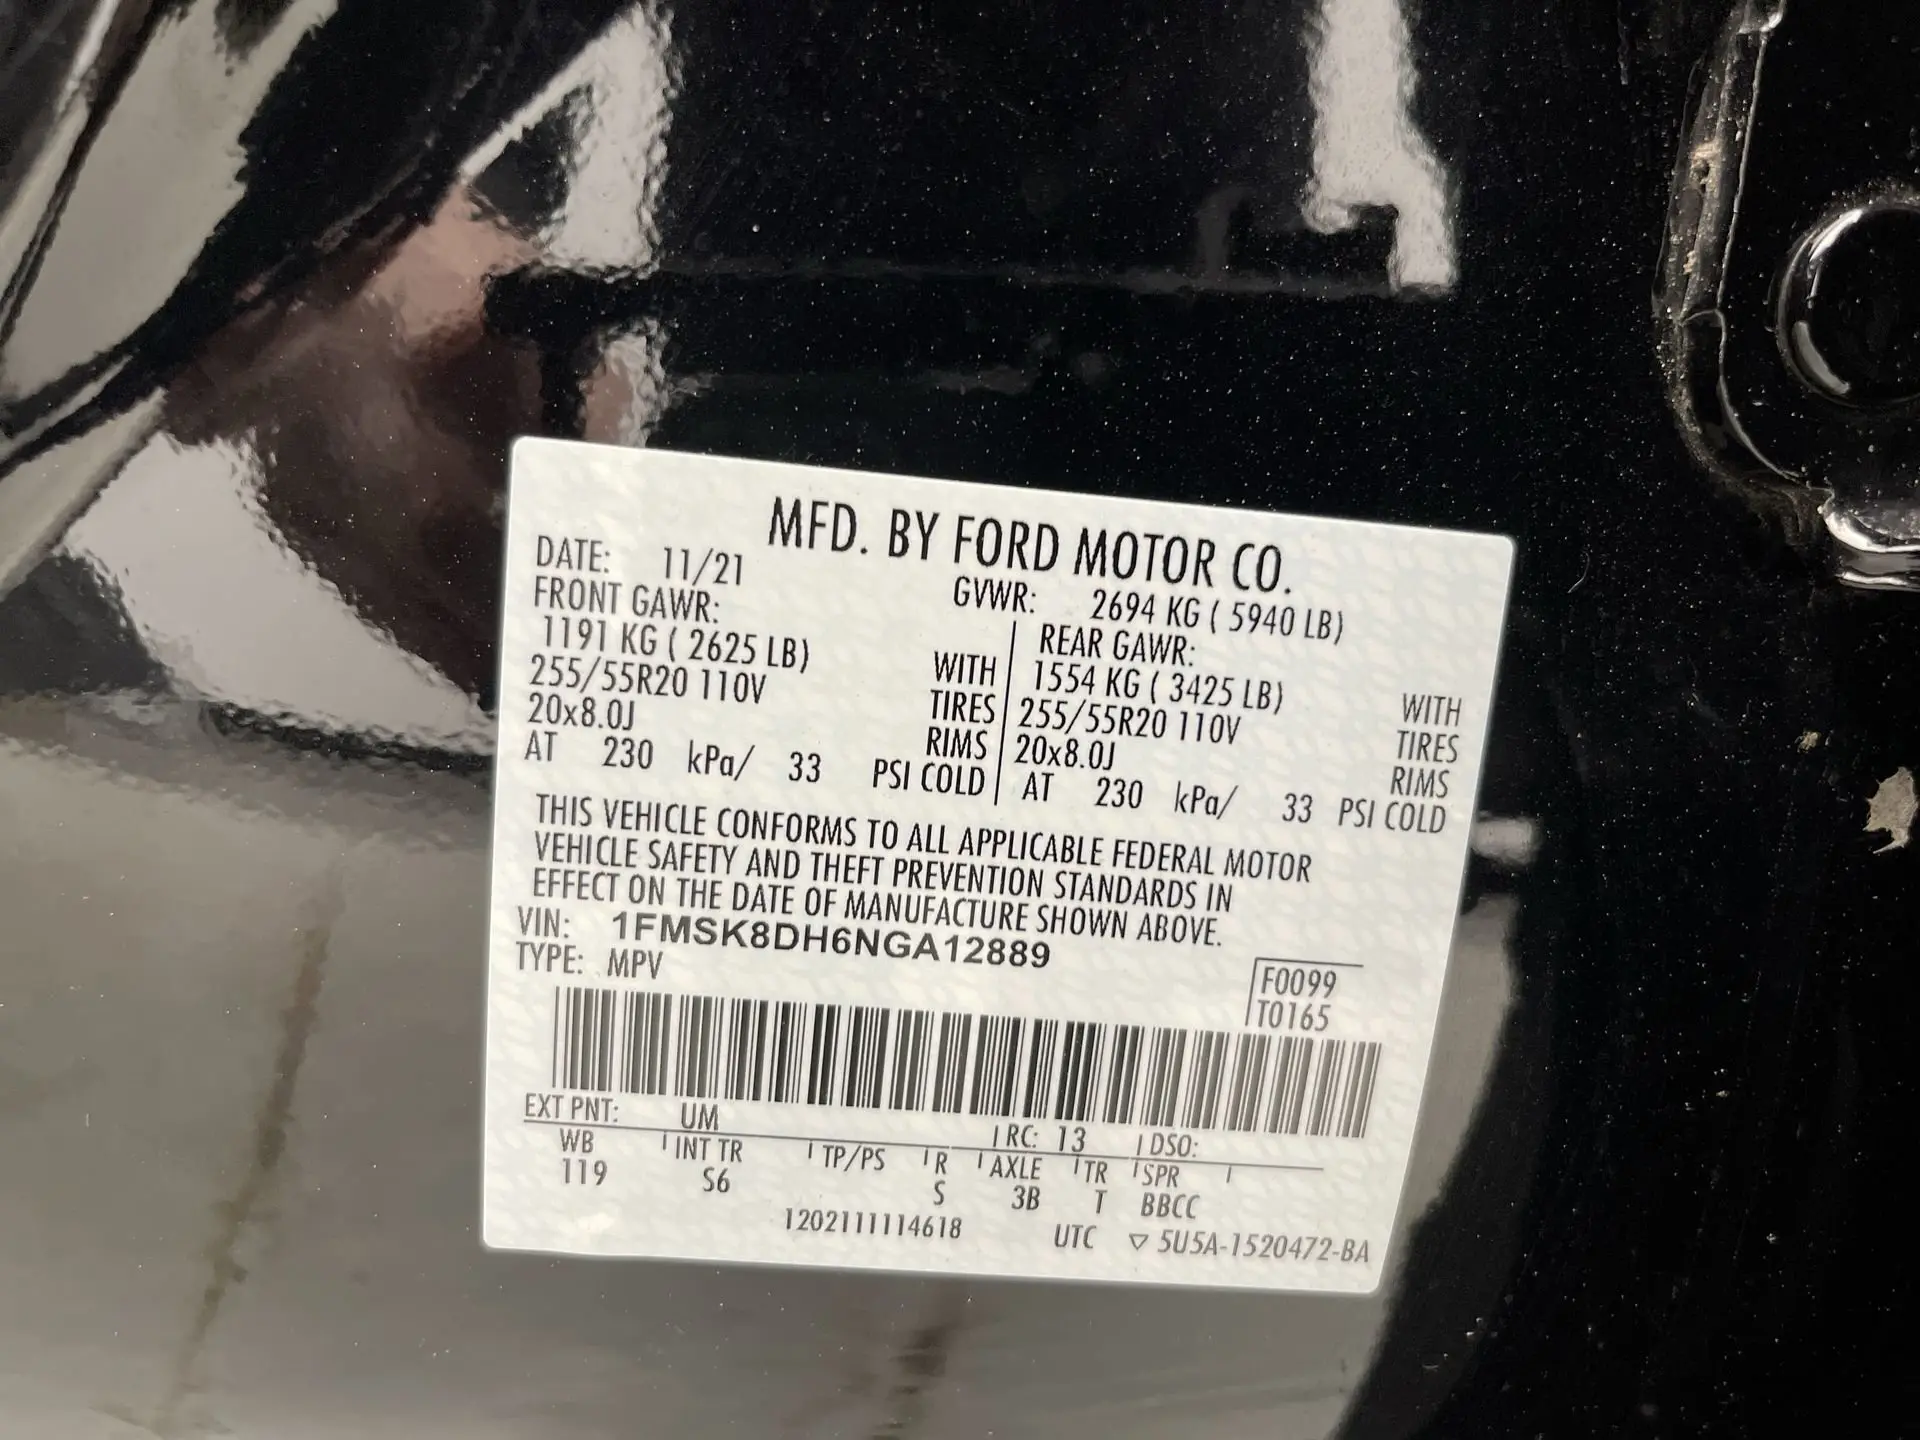 MFD. BY FORD MOTOR CO.
DATE: 11/21 GVWR: 2694 KG ( 5940 LB)
FRONT GAWR: REAR GAWR:
1191 KG ( 2625 LB) WITH 1554 KG ( 3425 LB) WITH
255/55R20 110V TIRES 255/55R20 110V TIRES
20x8.0J RIMS 20x8.0J RIMS
AT 230 kPa/ 33 PSI COLD AT 230 kPa/ 33 PSI COLD
THIS VEHICLE CONFORMS TO ALL APPLICABLE FEDERAL MOTOR
VEHICLE SAFETY AND THEFT PREVENTION STANDARDS IN
EFFECT ON THE DATE OF MANUFACTURE SHOWN ABOVE.
VIN: 1FMSK8DH6NGA12889
TYPE: MPV F0099
T0165
EXT PNT: UM RC: 13 DSO:
WB INT TR TP/PS R AXLE TR SPR
119 S6 S 3B T BBCC
1202111114618 UTC ▽ 5U5A-1520472-BA